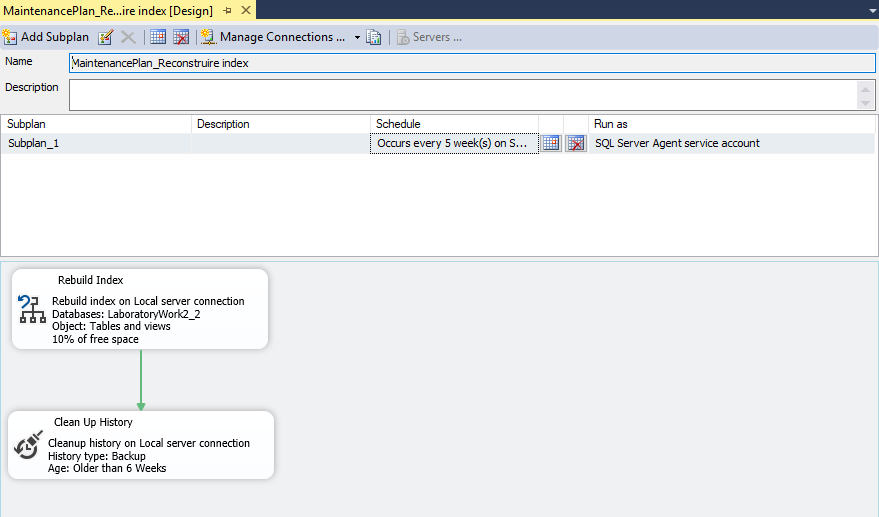 MaintenancePlan_Re...ire index [Design]
Add Subplan Manage Connections ... Servers ...
Name MaintenancePlan_Reconstruire index
Description
Subplan Description Schedule Run as
Subplan_1 Occurs every 5 week(s) on S... SQL Server Agent service account
Rebuild Index
Rebuild index on Local server connection
Databases: LaboratoryWork2_2
Object: Tables and views
10% of free space
Clean Up History
Cleanup history on Local server connection
History type: Backup
Age: Older than 6 Weeks